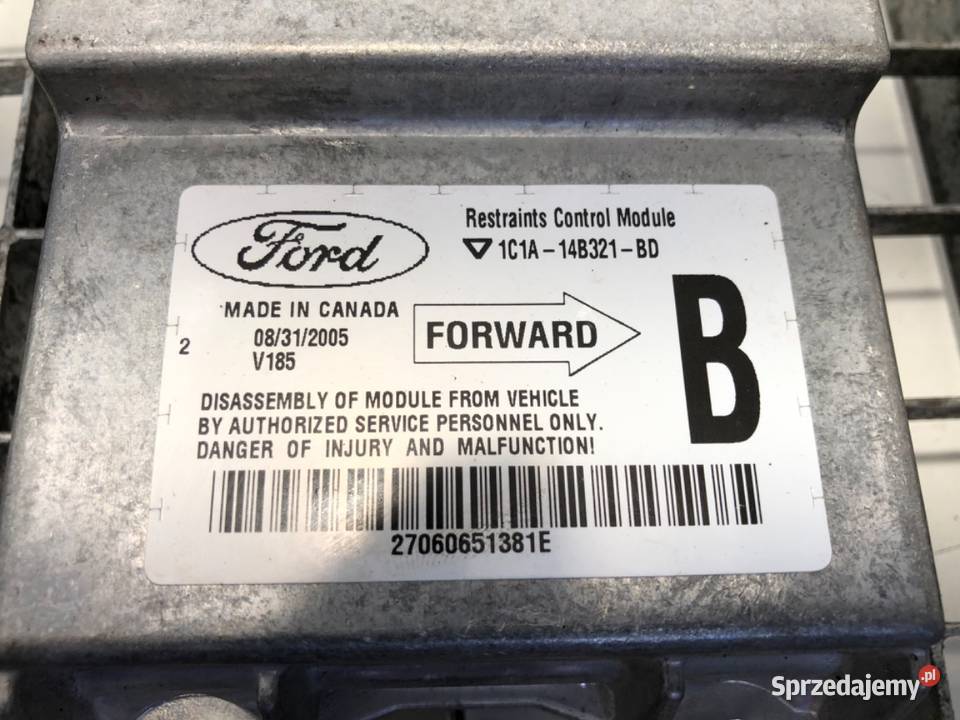 Ford
Restraints Control Module
1C1A-14B321-BD
MADE IN CANADA
08/31/2005
V185
2
FORWARD
B
DISASSEMBLY OF MODULE FROM VEHICLE
BY AUTHORIZED SERVICE PERSONNEL ONLY.
DANGER OF INJURY AND MALFUNCTION!
27060651381E
Sprzedajemy.pl